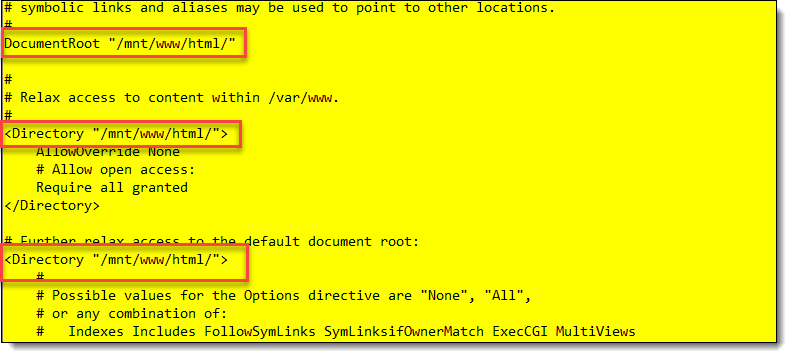 # symbolic links and aliases may be used to point to other locations.
#
DocumentRoot "/mnt/www/html/"
#
# Relax access to content within /var/www.
#
<Directory "/mnt/www/html/">
AllowOverride None
# Allow open access:
Require all granted
</Directory>
# Further relax access to the default document root:
<Directory "/mnt/www/html/">
#
# Possible values for the Options directive are "None", "All",
# or any combination of:
#   Indexes Includes FollowSymLinks SymLinksifOwnerMatch ExecCGI MultiViews